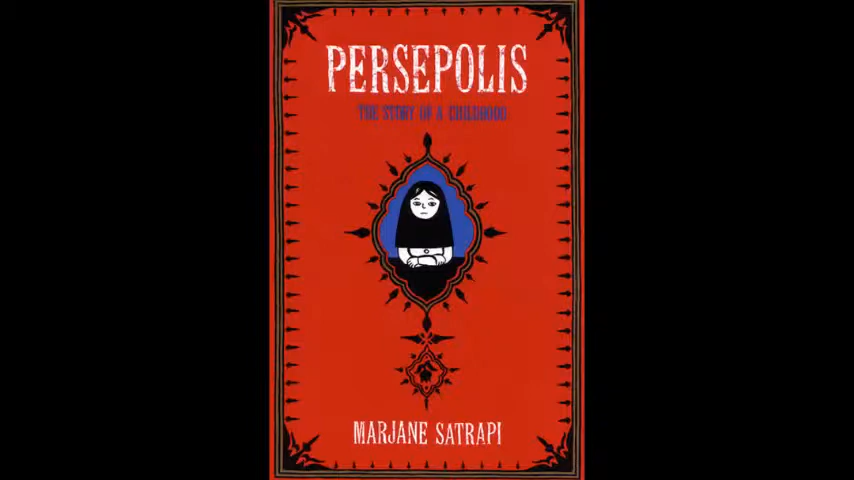 PERSEPOLIS
THE STORY OF A CHILDHOOD
MARJANE SATRAPI